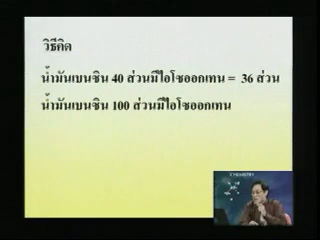 วิธีคิด
น้ำมันเบนซิน 40 ส่วนมีไอโซออกเทน = 36 ส่วน
น้ำมันเบนซิน 100 ส่วนมีไอโซออกเทน